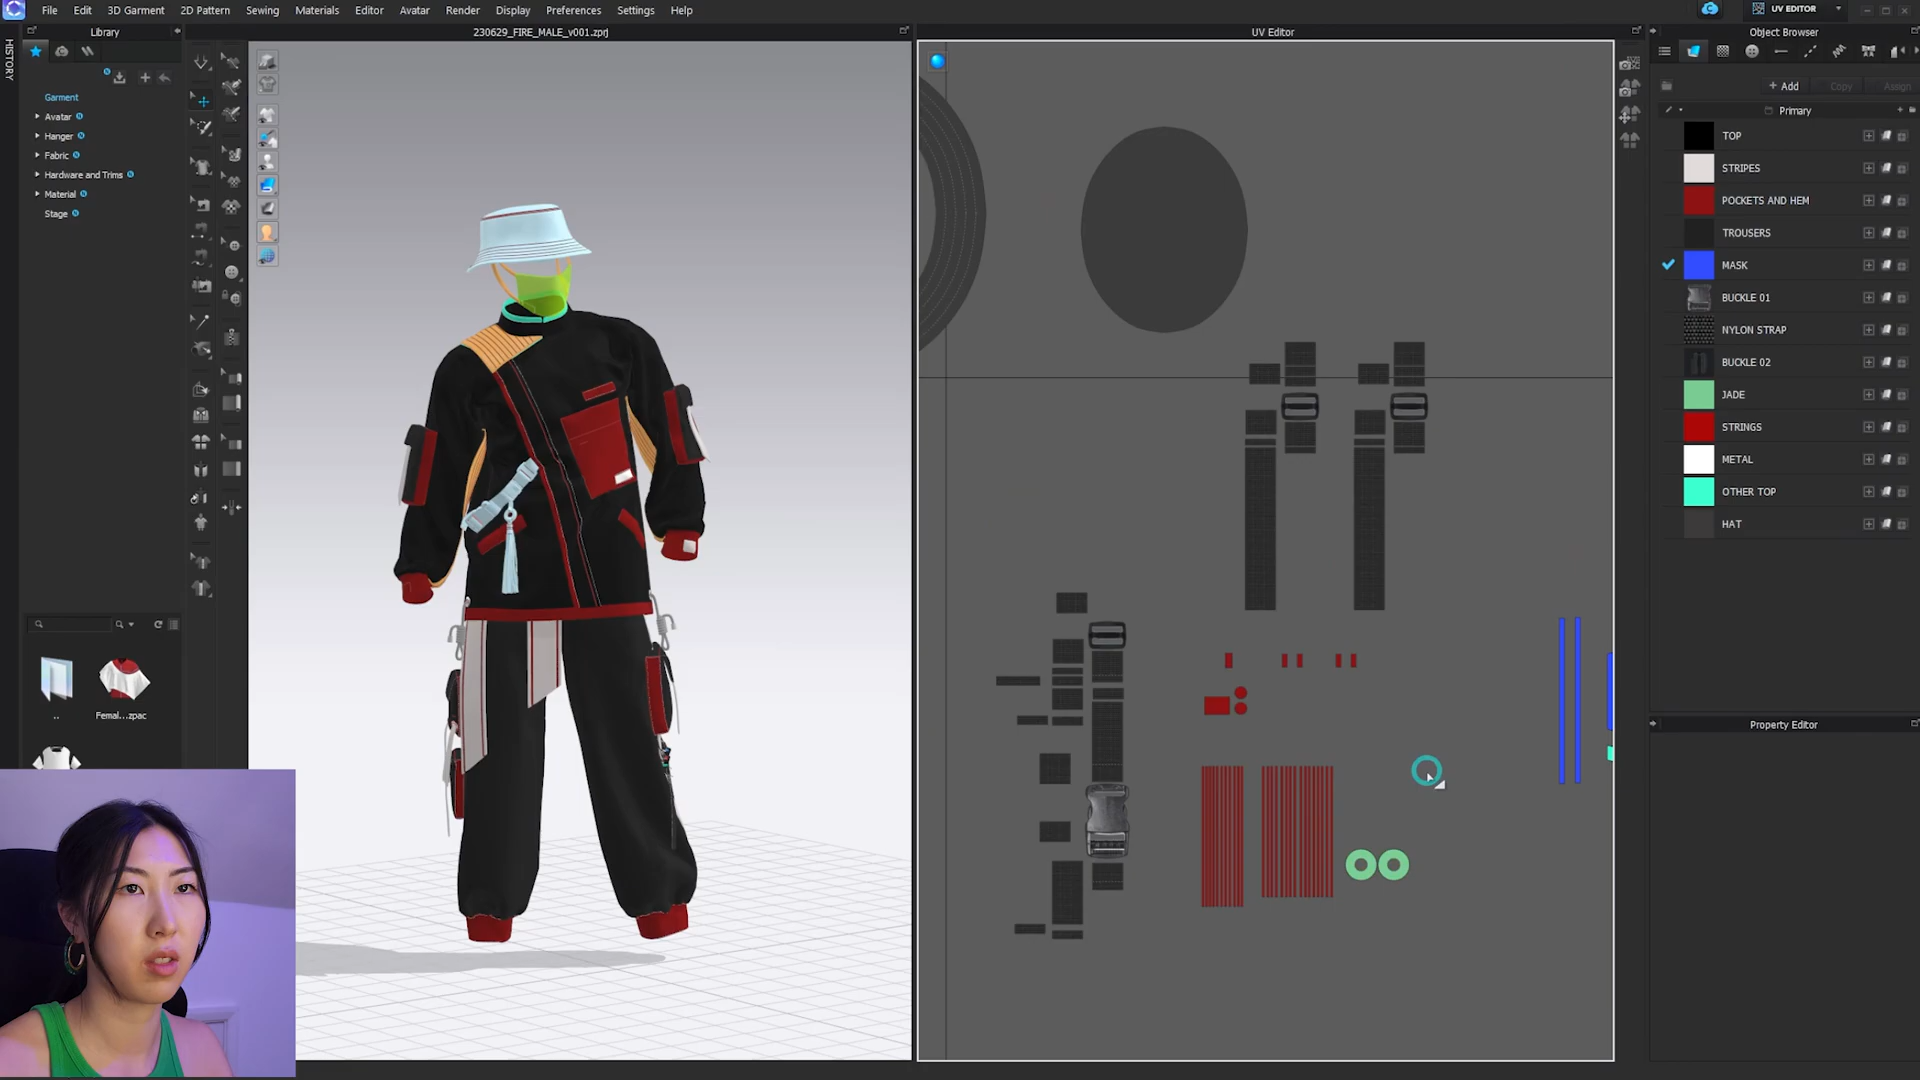 File Edit 3D Garment 2D Pattern Sewing Materials Editor Avatar Render Display Preferences Settings Help
UV EDITOR
HISTORY
Library
230629_FIRE_MALE_v001.zprj
UV Editor
Object Browser
+ Add Copy Assign
Primary
Garment
Avatar
Hanger
Fabric
Hardware and Trims
Material
Stage
TOP
STRIPES
POCKETS AND HEM
TROUSERS
MASK
BUCKLE 01
NYLON STRAP
BUCKLE 02
JADE
STRINGS
METAL
OTHER TOP
HAT
..
Femal...zpac
Property Editor